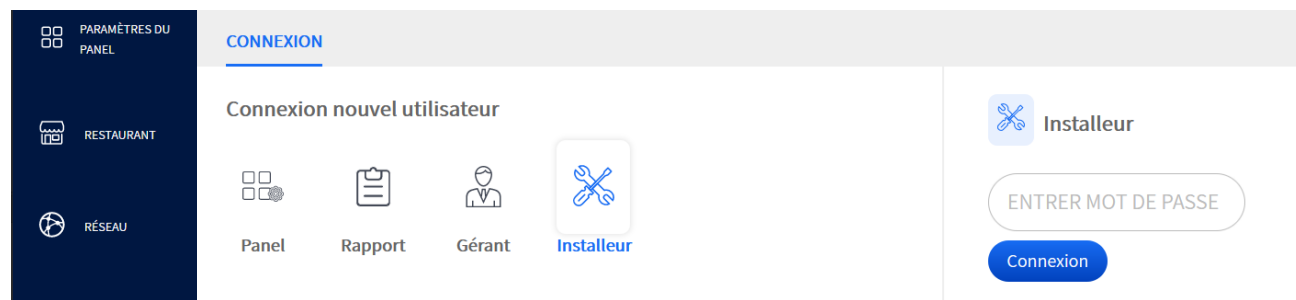 PARAMÈTRES DU
PANEL
RESTAURANT
RÉSEAU
CONNEXION
Connexion nouvel utilisateur
Panel Rapport Gérant Installeur
Installeur
ENTRER MOT DE PASSE
Connexion